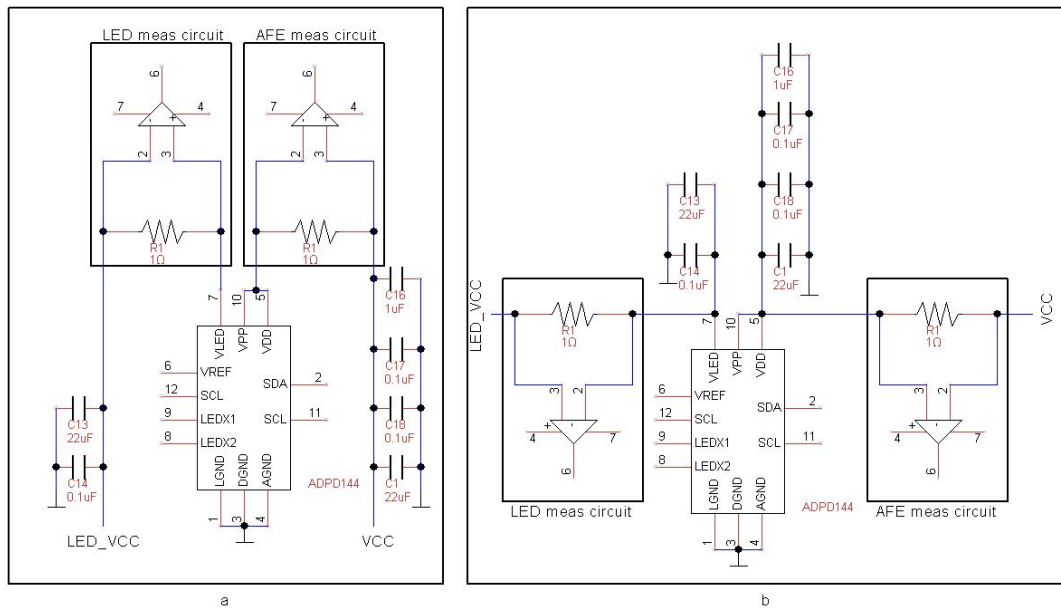 LED meas circuit
AFE meas circuit
6
6
7
4
7
4
- +
- +
2
3
2
3
R1
1Ω
R1
1Ω
C16
1uF
7
10
5
VLED
VPP
VDD
C17
0.1uF
6
VREF
SDA
2
12
SCL
9
LEDX1
SCL
11
8
LEDX2
C13
22uF
C18
0.1uF
C14
0.1uF
C1
22uF
LGND
DGND
AGND
ADPD144
1
3
4
LED_VCC
VCC
a
C16
1uF
C17
0.1uF
C13
22uF
C18
0.1uF
C14
0.1uF
C1
22uF
LED_VCC
R1
1Ω
7
10
5
R1
1Ω
VCC
VLED
VPP
VDD
3
2
3
2
6
VREF
SDA
2
12
SCL
+ -
4
7
9
LEDX1
SCL
11
+ -
4
7
8
LEDX2
6
6
LGND
DGND
AGND
ADPD144
LED meas circuit
AFE meas circuit
1
3
4
b